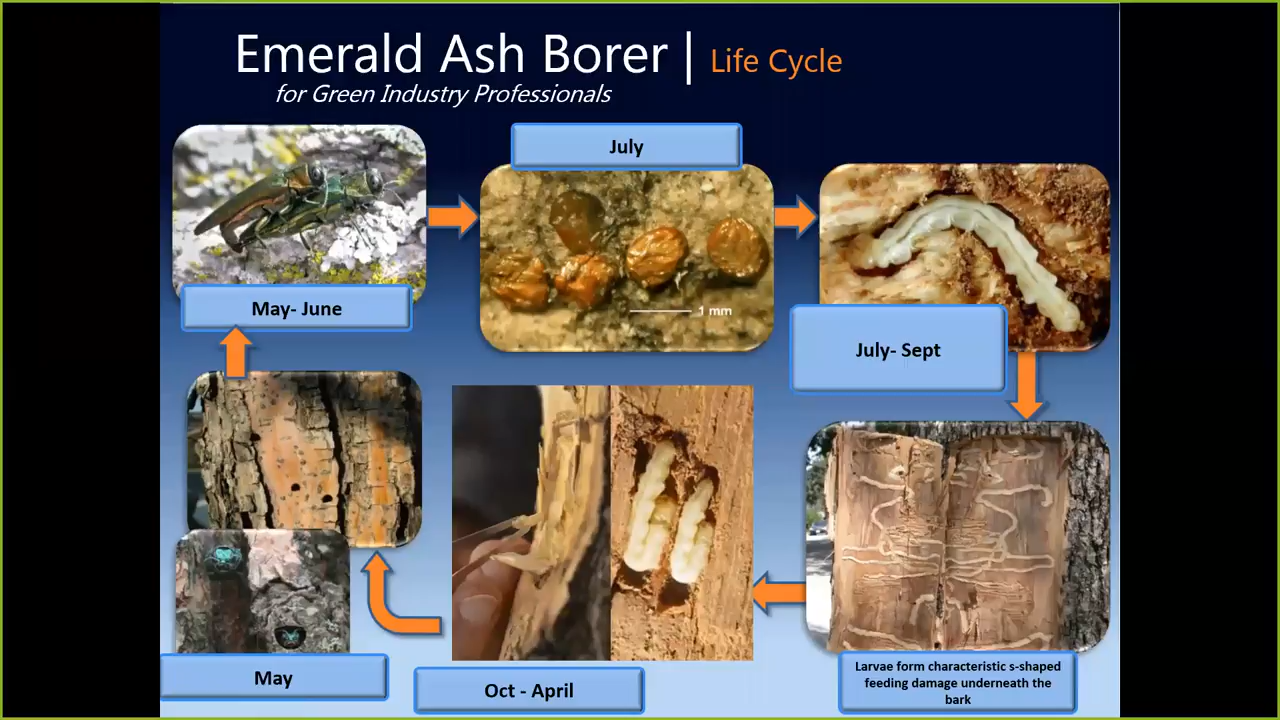 Emerald Ash Borer | Life Cycle
for Green Industry Professionals
July
1 mm
May- June
July- Sept
May
Oct - April
Larvae form characteristic s-shaped
feeding damage underneath the
bark